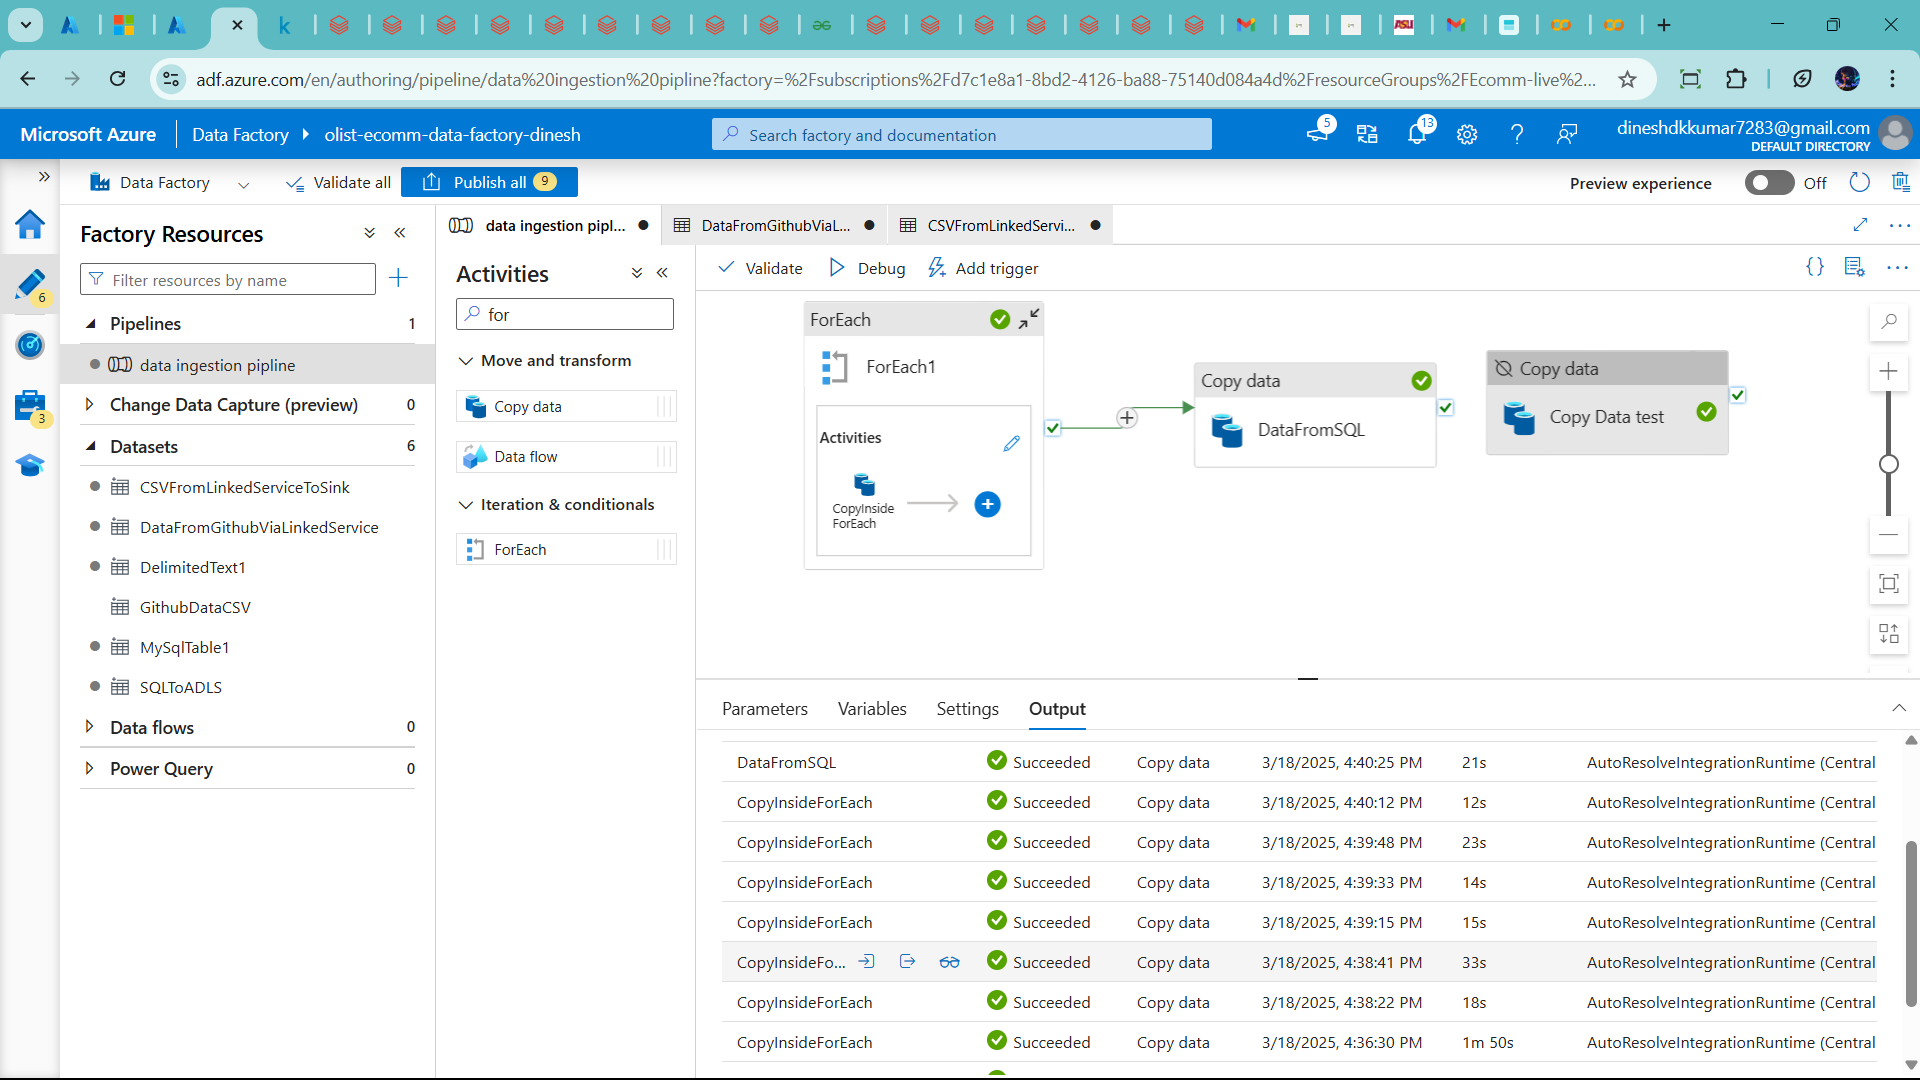 adf.azure.com/en/authoring/pipeline/data%20ingestion%20pipline?factory=%2Fsubscriptions%2Fd7c1e8a1-8bd2-4126-ba88-75140d084a4d%2FresourceGroups%2FEcomm-live%2...
Microsoft Azure
Data Factory
olist-ecomm-data-factory-dinesh
Search factory and documentation
5
13
dineshdkkumar7283@gmail.com
DEFAULT DIRECTORY
Data Factory
Validate all
Publish all
9
Preview experience
Off
6
3
Factory Resources
Filter resources by name
Pipelines
1
data ingestion pipline
Change Data Capture (preview)
0
Datasets
6
CSVFromLinkedServiceToSink
DataFromGithubViaLinkedService
DelimitedText1
GithubDataCSV
MySqlTable1
SQLToADLS
Data flows
0
Power Query
0
data ingestion pipl...
DataFromGithubViaL...
CSVFromLinkedServi...
Activities
for
Move and transform
Copy data
Data flow
Iteration & conditionals
ForEach
Validate
Debug
Add trigger
{}
ForEach
ForEach1
Activities
CopyInside
ForEach
Copy data
DataFromSQL
Copy data
Copy Data test
Parameters
Variables
Settings
Output
DataFromSQL Succeeded Copy data 3/18/2025, 4:40:25 PM 21s AutoResolveIntegrationRuntime (Central
CopyInsideForEach Succeeded Copy data 3/18/2025, 4:40:12 PM 12s AutoResolveIntegrationRuntime (Central
CopyInsideForEach Succeeded Copy data 3/18/2025, 4:39:48 PM 23s AutoResolveIntegrationRuntime (Central
CopyInsideForEach Succeeded Copy data 3/18/2025, 4:39:33 PM 14s AutoResolveIntegrationRuntime (Central
CopyInsideForEach Succeeded Copy data 3/18/2025, 4:39:15 PM 15s AutoResolveIntegrationRuntime (Central
CopyInsideFo... Succeeded Copy data 3/18/2025, 4:38:41 PM 33s AutoResolveIntegrationRuntime (Central
CopyInsideForEach Succeeded Copy data 3/18/2025, 4:38:22 PM 18s AutoResolveIntegrationRuntime (Central
CopyInsideForEach Succeeded Copy data 3/18/2025, 4:36:30 PM 1m 50s AutoResolveIntegrationRuntime (Central